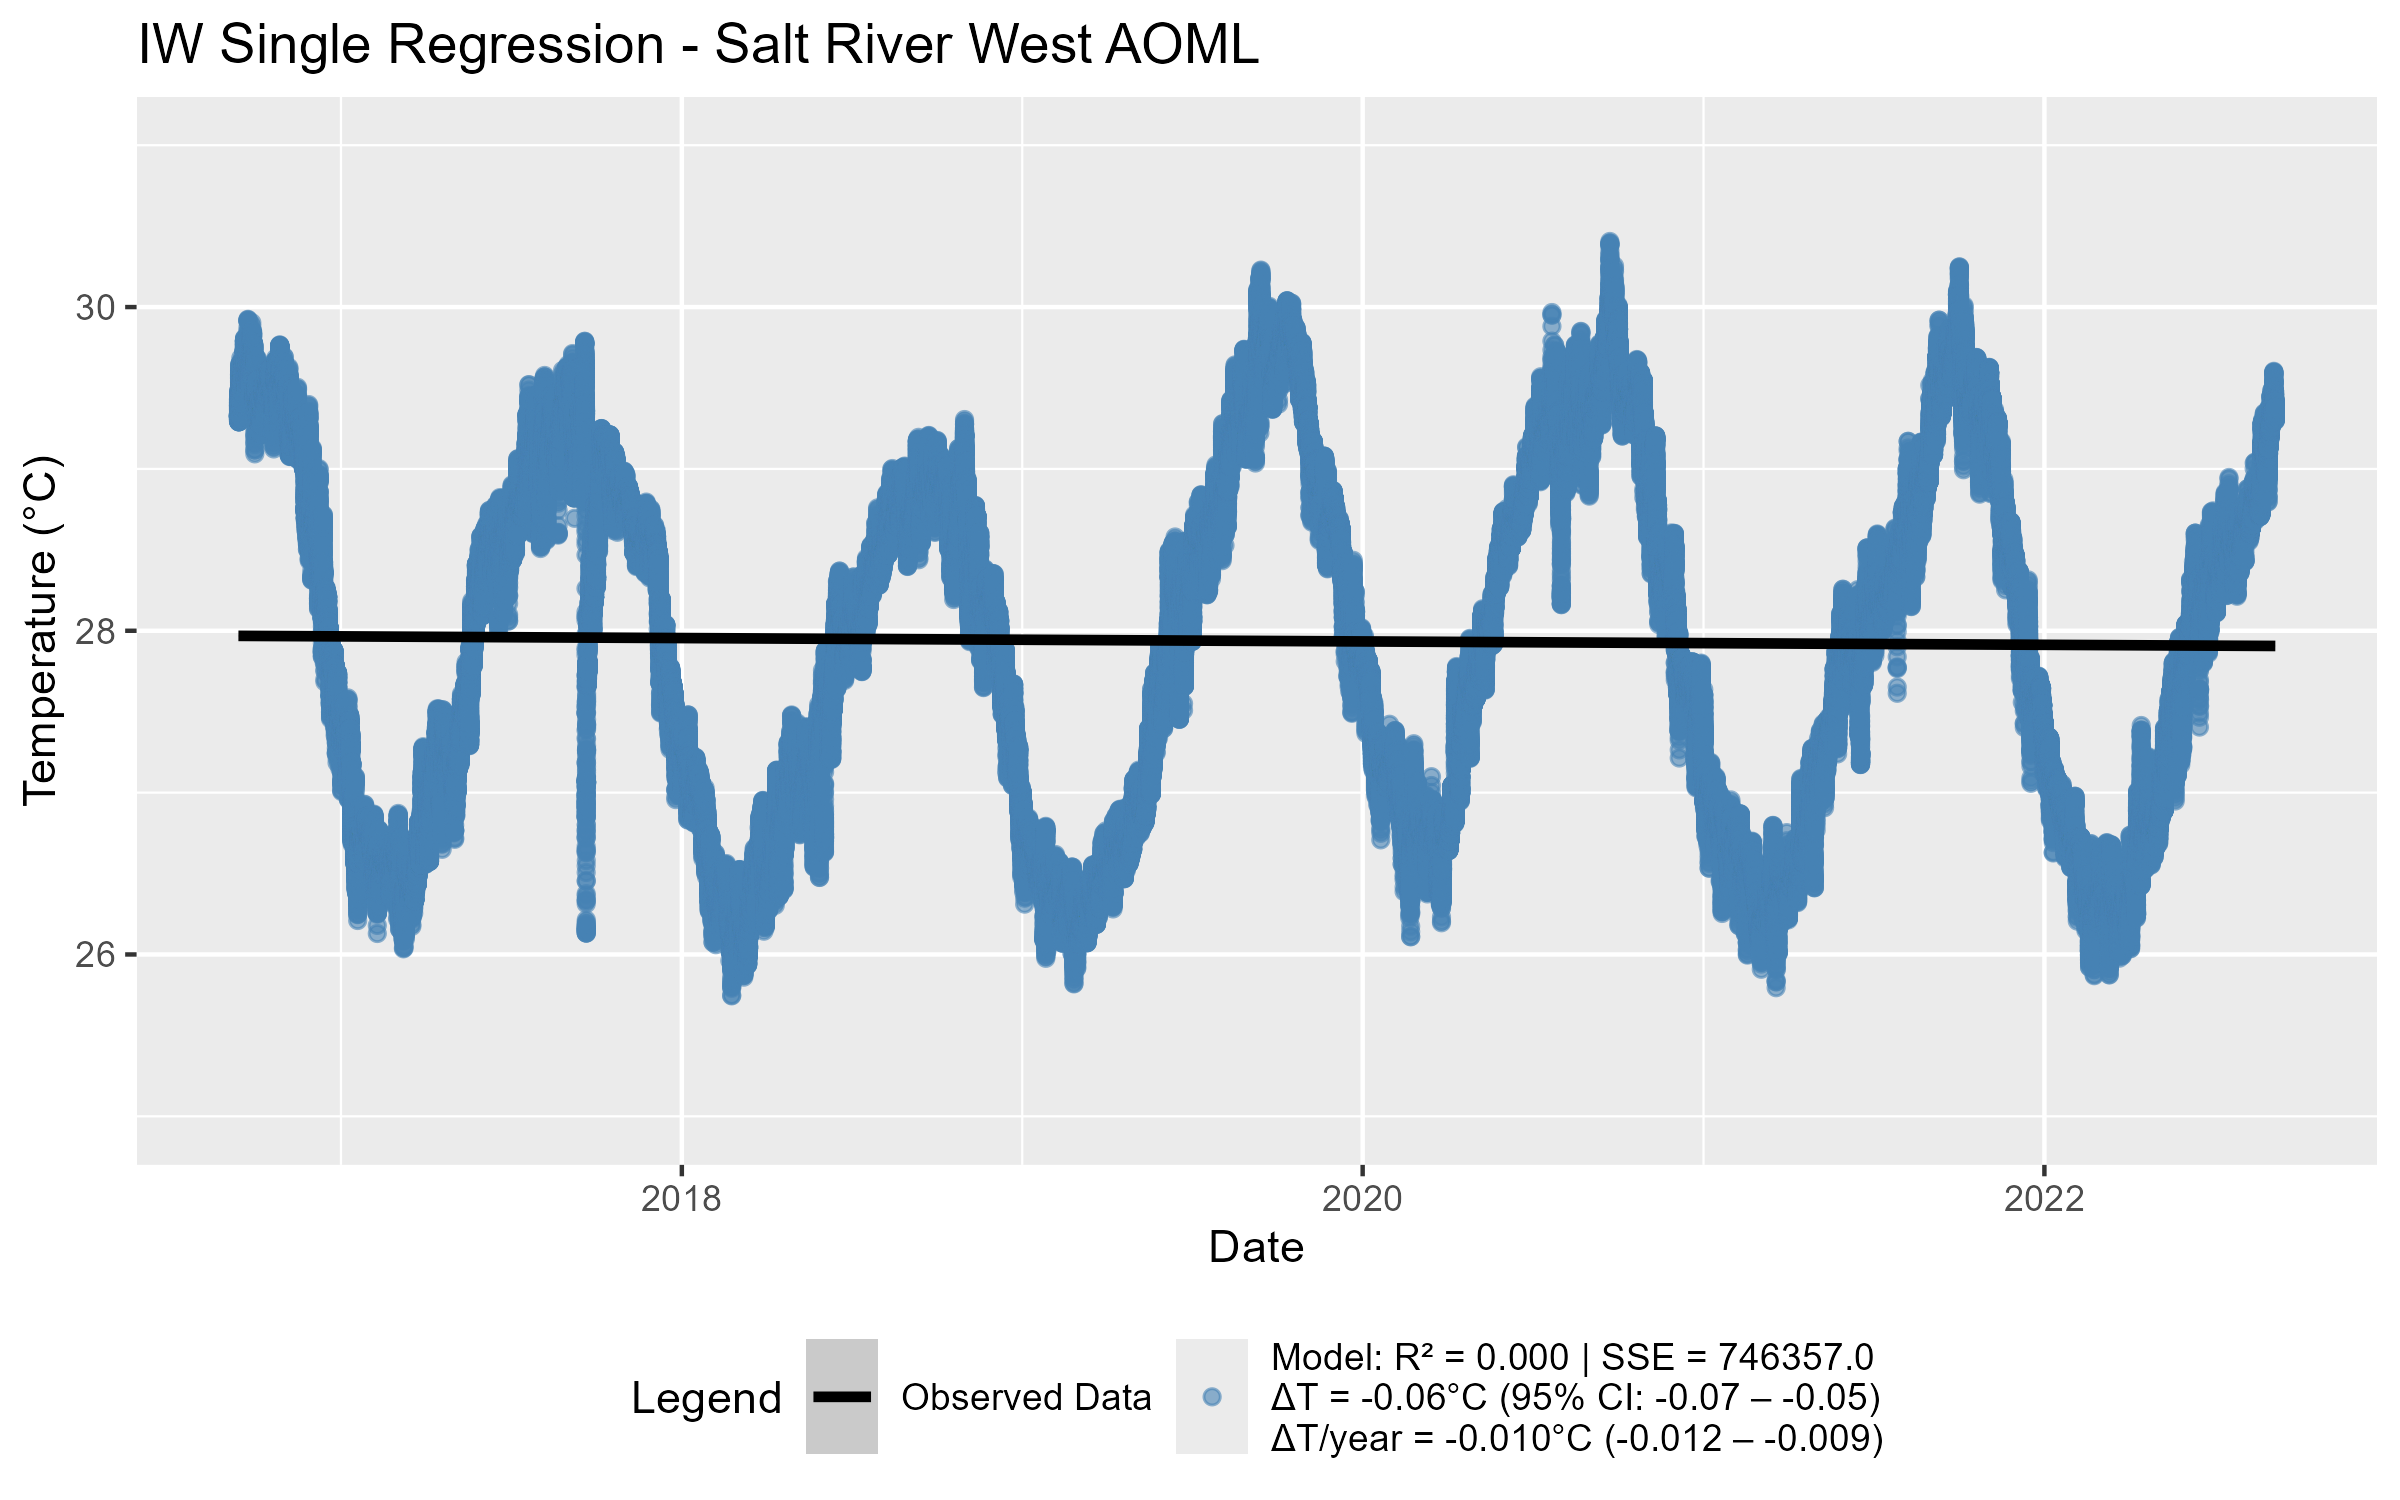 IW Single Regression - Salt River West AOML
Temperature (°C)
30
28
26
2018
2020
2022
Date
Legend
Observed Data
Model: R² = 0.000 | SSE = 746357.0
ΔT = -0.06°C (95% CI: -0.07 – -0.05)
ΔT/year = -0.010°C (-0.012 – -0.009)